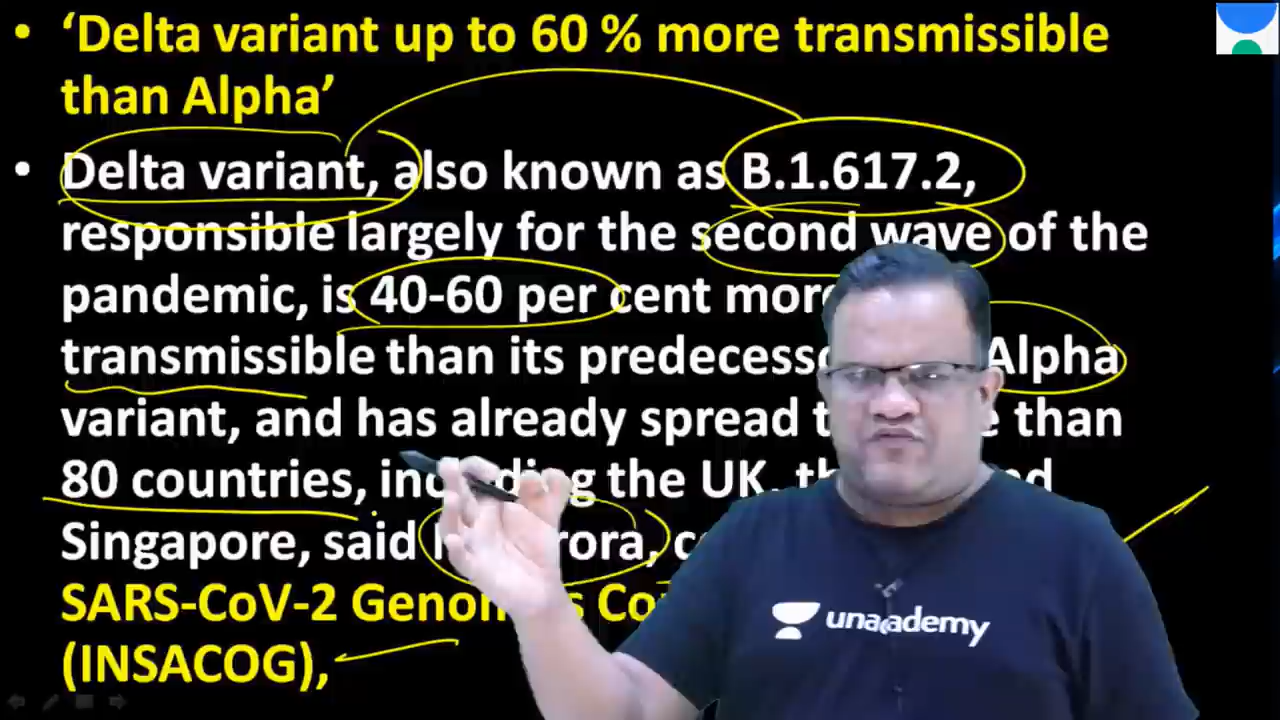 • ‘Delta variant up to 60 % more transmissible
than Alpha’
• Delta variant, also known as B.1.617.2,
responsible largely for the second wave of the
pandemic, is 40-60 per cent more
transmissible than its Alpha
variant, and has already spread than
80 countries, including the UK,
Singapore, said
SARS-CoV-2
(INSACOG),
unacademy